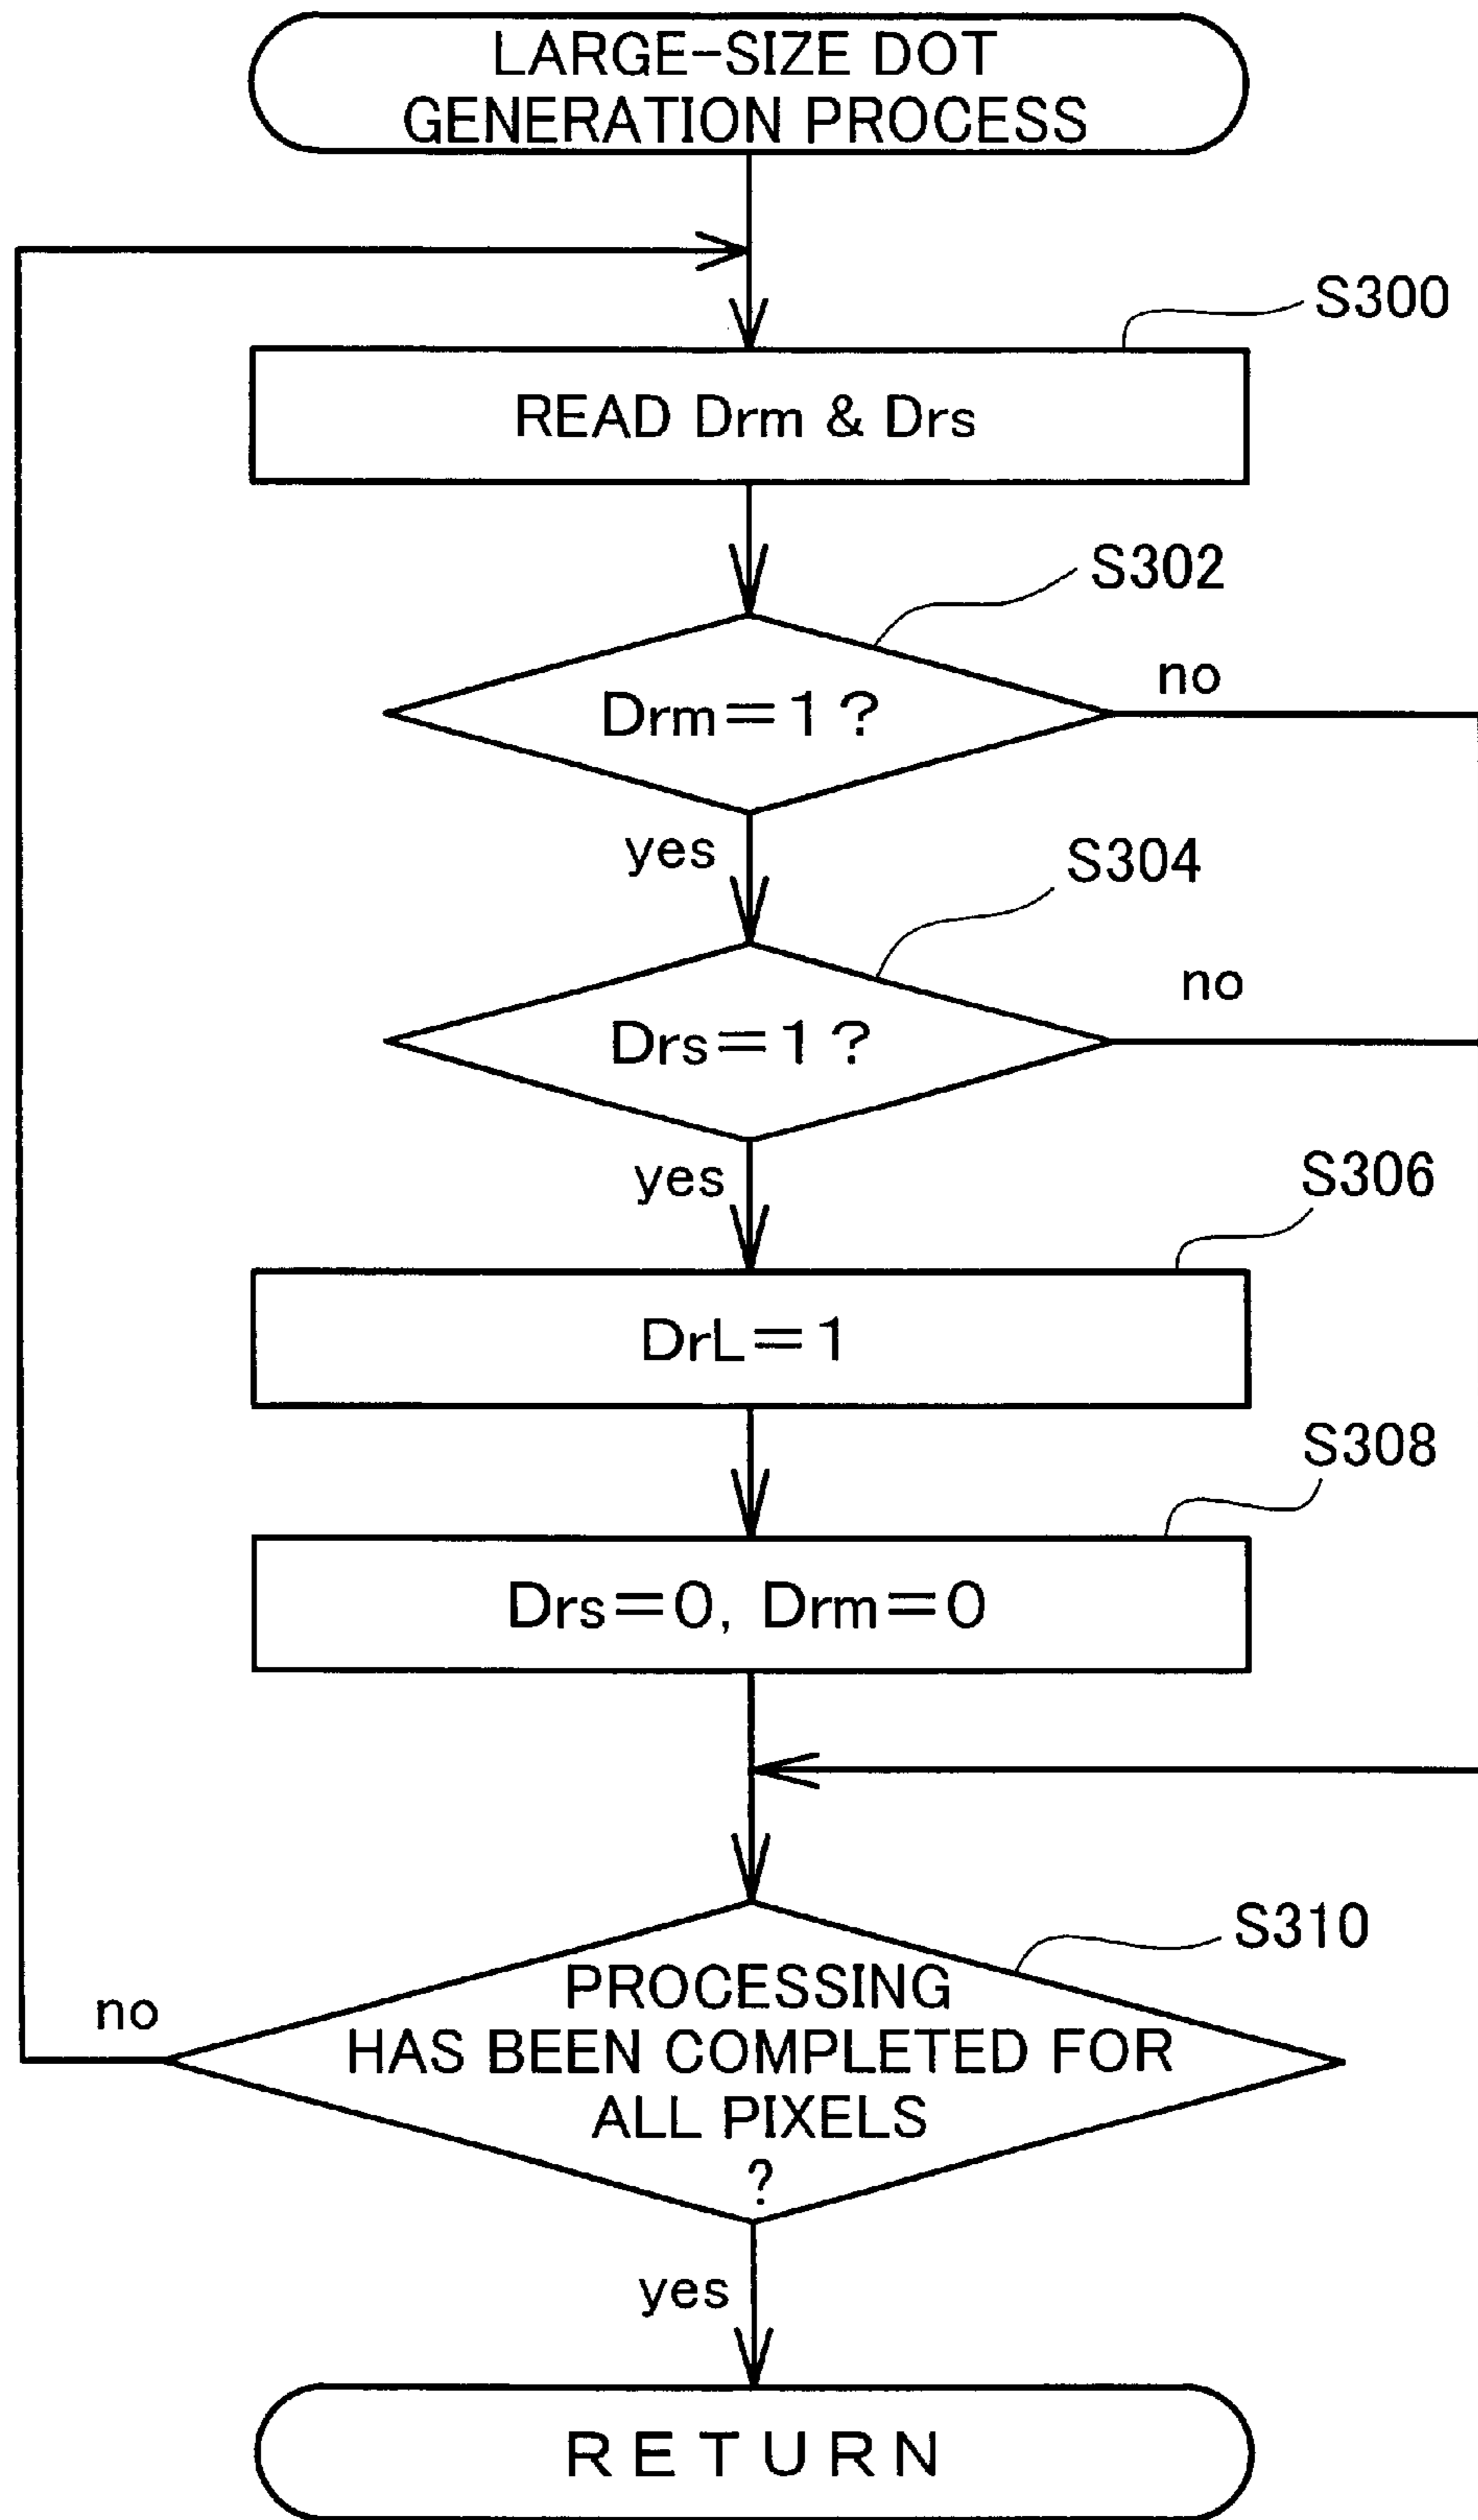 LARGE-SIZE DOT
GENERATION PROCESS
S300
READ Drm & Drs
S302
Drm=1?
no
yes
S304
Drs=1?
no
yes
S306
DrL=1
S308
Drs=0, Drm=0
S310
PROCESSING
HAS BEEN COMPLETED FOR
ALL PIXELS
?
no
yes
RETURN